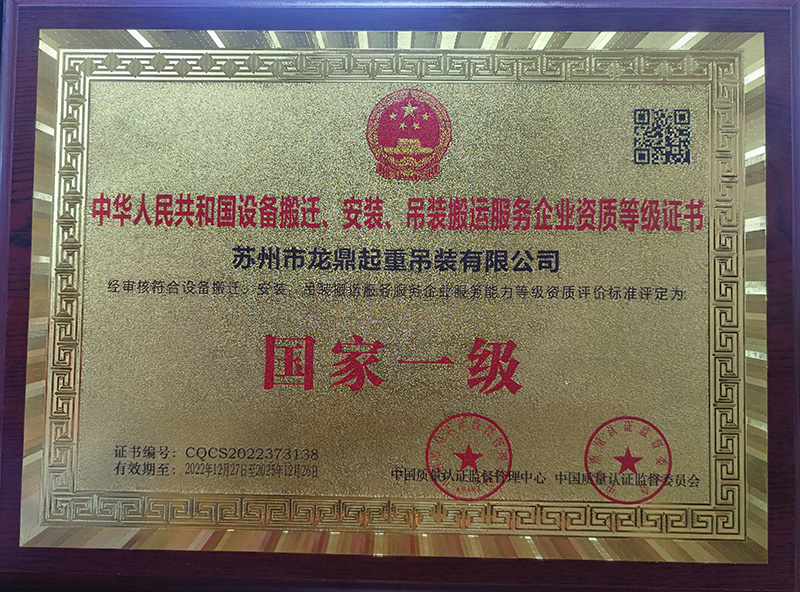 中华人民共和国设备搬迁、安装、吊装搬运服务企业资质等级证书
苏州市龙鼎起重吊装有限公司
经审核符合设备搬迁、安装、吊装搬运服务服务企业服务能力等级资质评价标准评定为:
国家一级
证书编号: CQCS2022373138
有效期至: 2022年12月27日至2025年12月26日
中国质量认证监督管理中心 中国质量认证监督委员会